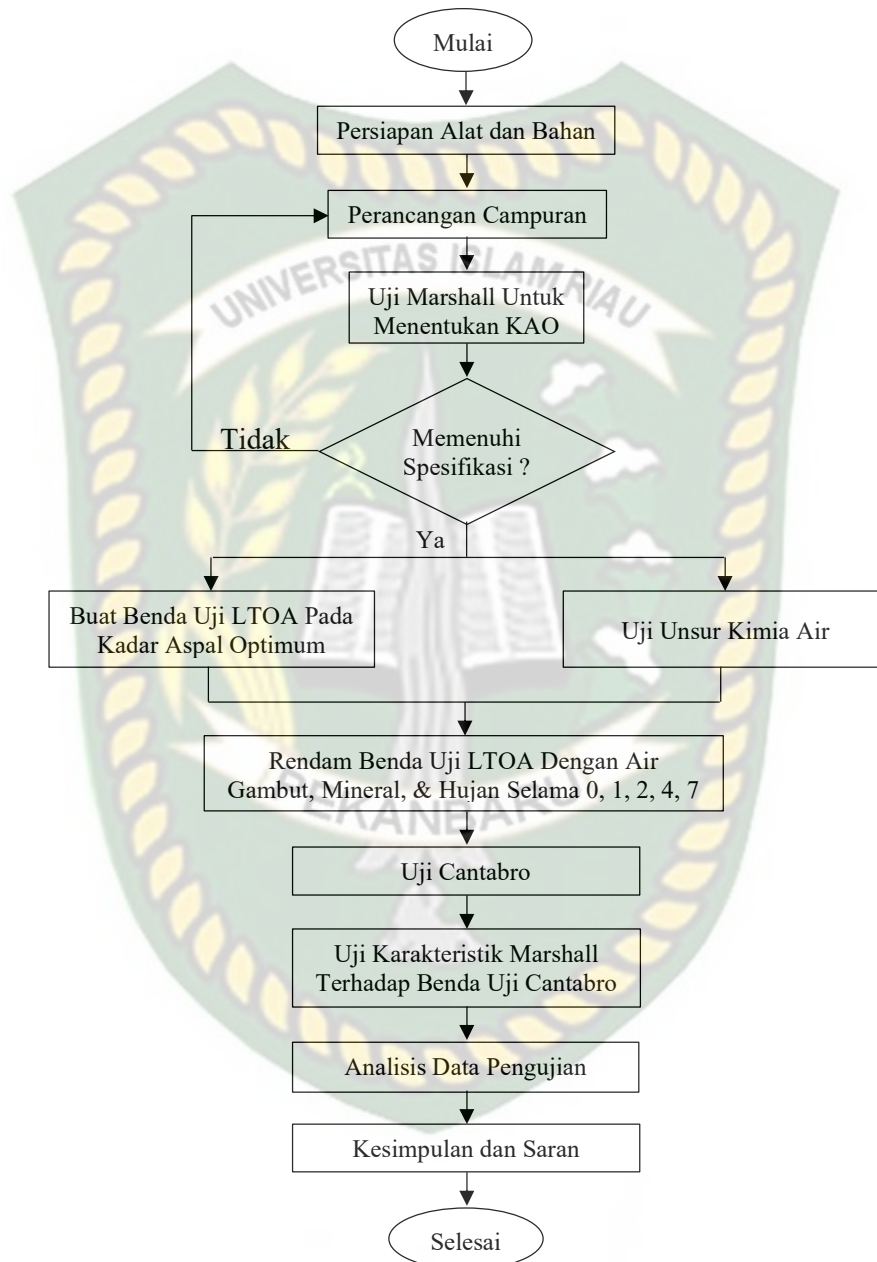 Mulai
Persiapan Alat dan Bahan
Perancangan Campuran
UNIVERSITAS ISLAM RIAU
Uji Marshall Untuk
Menentukan KAO
Tidak
Memenuhi
Spesifikasi ?
Ya
Buat Benda Uji LTOA Pada
Kadar Aspal Optimum
Uji Unsur Kimia Air
Rendam Benda Uji LTOA Dengan Air
Gambut, Mineral, & Hujan Selama 0, 1, 2, 4, 7
PEKANBARU
Uji Cantabro
Uji Karakteristik Marshall
Terhadap Benda Uji Cantabro
Analisis Data Pengujian
Kesimpulan dan Saran
Selesai